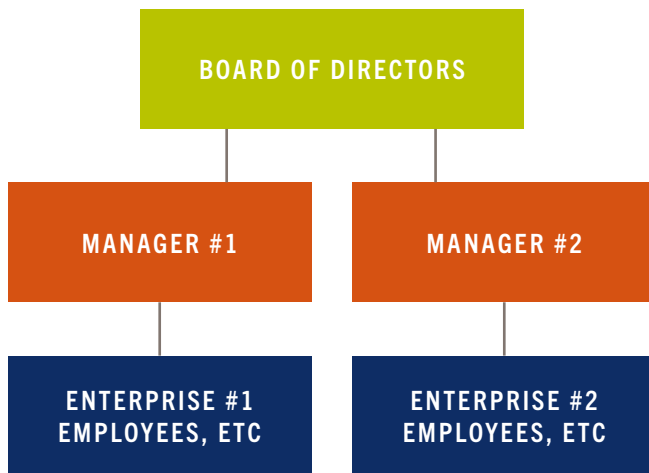 BOARD OF DIRECTORS
MANAGER #1
MANAGER #2
ENTERPRISE #1
EMPLOYEES, ETC
ENTERPRISE #2
EMPLOYEES, ETC